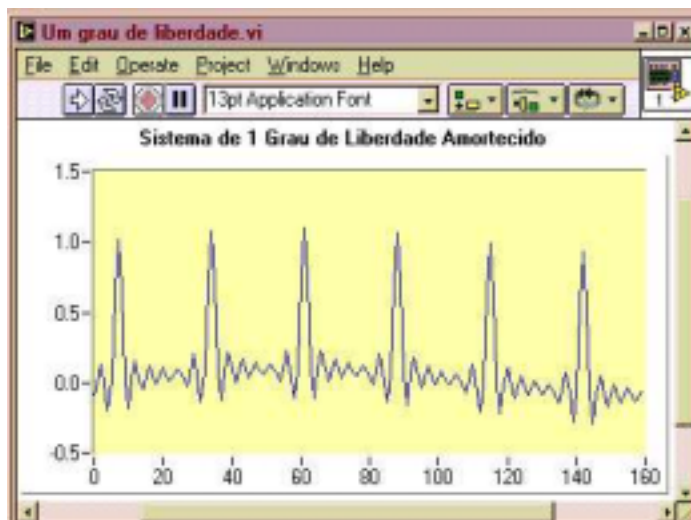 Um grau de liberdade.vi
File Edit Operate Project Windows Help
13pt Application Font
1
Sistema de 1 Grau de Liberdade Amortecido
1.5
1.0
0.5
0.0
-0.5
0 20 40 60 80 100 120 140 160